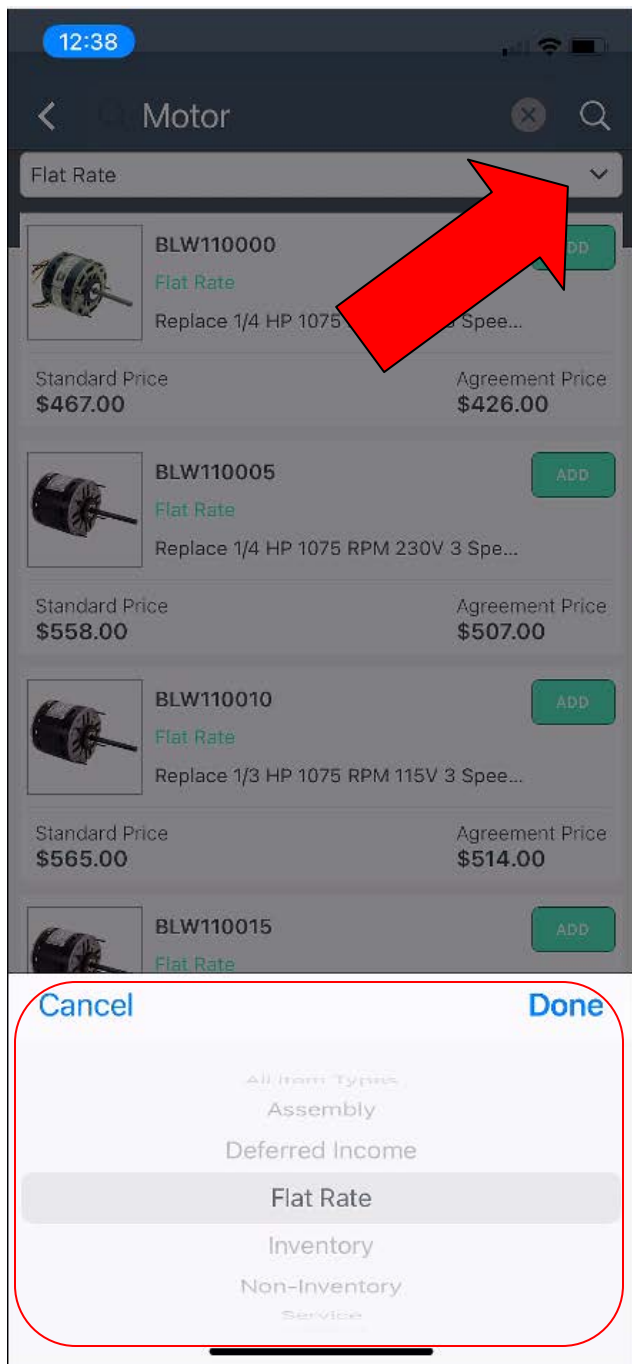 12:38
Motor
Flat Rate
BLW110000
ADD
Flat Rate
Replace 1/4 HP 1075 Spee...
Standard Price Agreement Price
$467.00 $426.00
BLW110005
ADD
Flat Rate
Replace 1/4 HP 1075 RPM 230V 3 Spe...
Standard Price Agreement Price
$558.00 $507.00
BLW110010
ADD
Flat Rate
Replace 1/3 HP 1075 RPM 115V 3 Spee...
Standard Price Agreement Price
$565.00 $514.00
BLW110015
ADD
Flat Rate
Cancel Done
All Item Types
Assembly
Deferred Income
Flat Rate
Inventory
Non-Inventory
Service